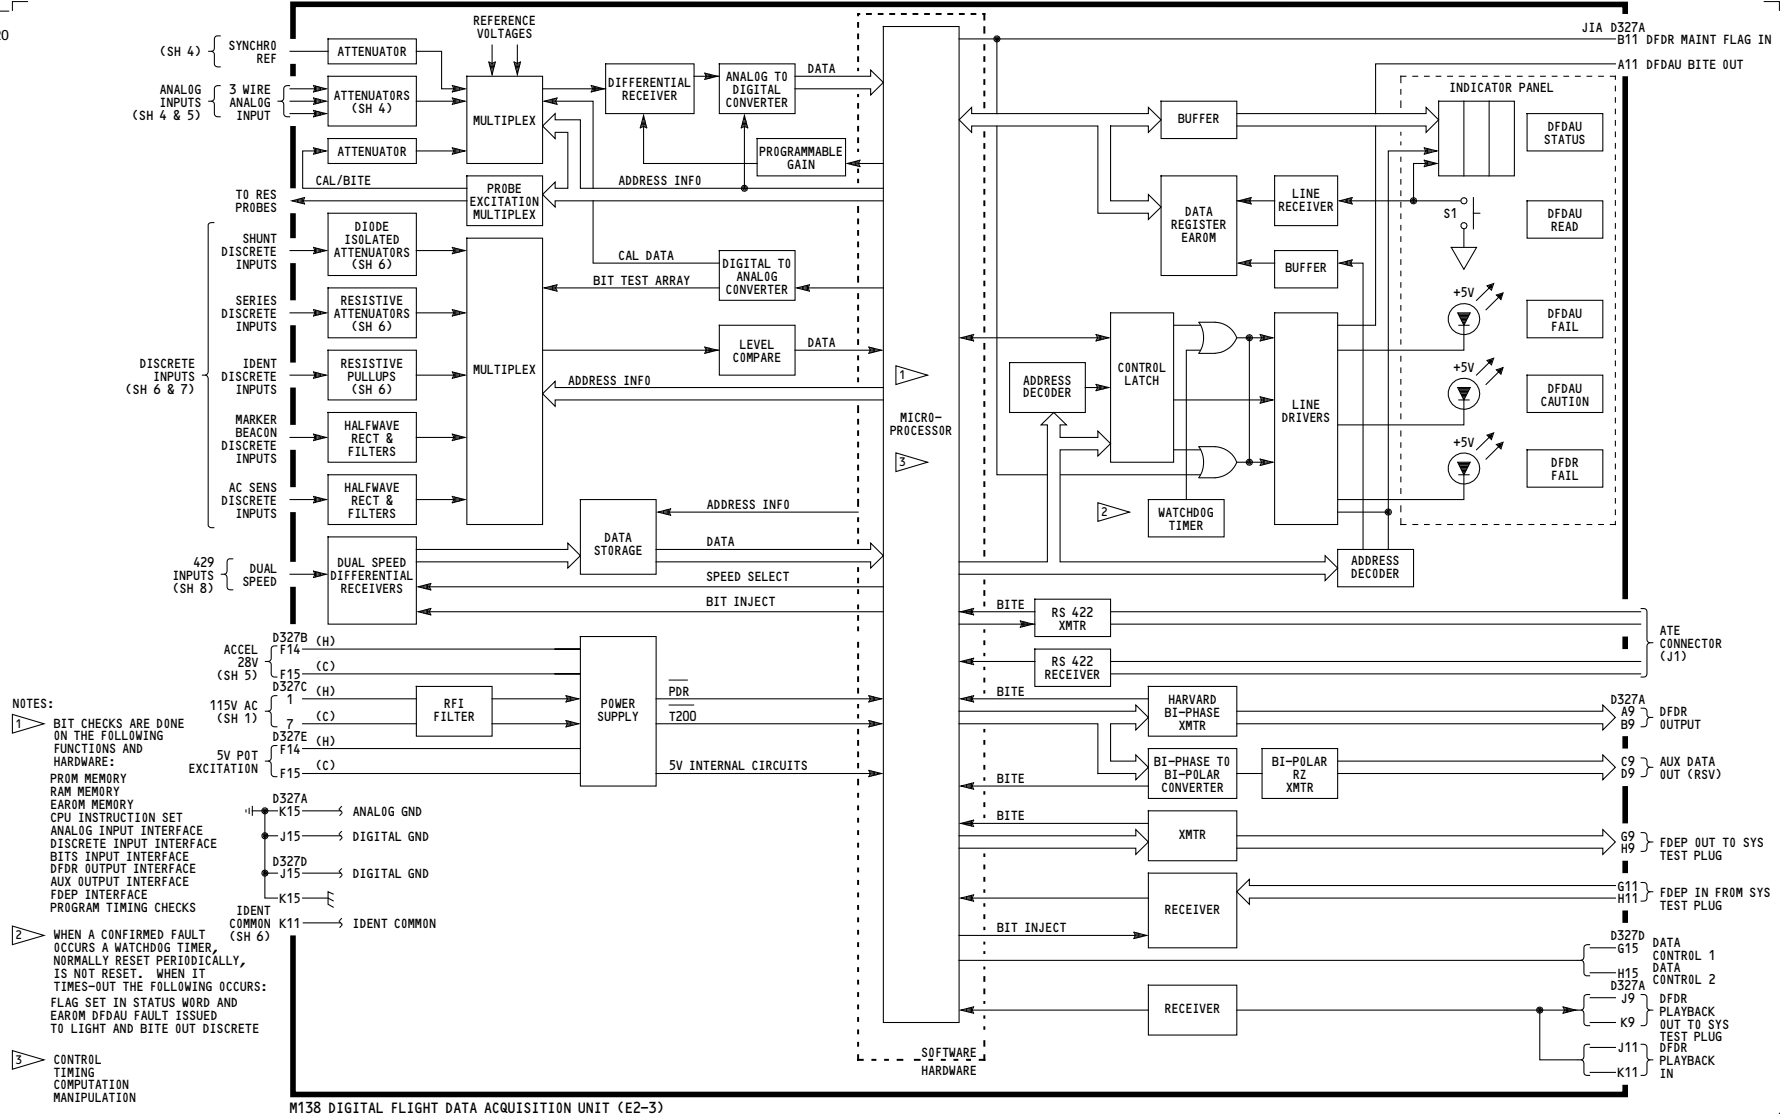 20
(SH 4)
SYNCHRO
REF
ANALOG
INPUTS
(SH 4 & 5)
3 WIRE
ANALOG
INPUT
TO RES
PROBES
DISCRETE
INPUTS
(SH 6 & 7)
SHUNT
DISCRETE
INPUTS
SERIES
DISCRETE
INPUTS
IDENT
DISCRETE
INPUTS
MARKER
BEACON
DISCRETE
INPUTS
AC SENS
DISCRETE
INPUTS
429
INPUTS
(SH 8)
DUAL
SPEED
ACCEL
28V
(SH 5)
D327B
F14 (H)
F15 (C)
115V AC
(SH 1)
D327C
1 (H)
7 (C)
5V POT
EXCITATION
D327E
F14 (H)
F15 (C)
D327A
K15 ANALOG GND
J15 DIGITAL GND
D327D
J15 DIGITAL GND
K15
IDENT
COMMON
(SH 6)
K11 IDENT COMMON
ATTENUATOR
ATTENUATORS
(SH 4)
ATTENUATOR
CAL/BITE
REFERENCE
VOLTAGES
MULTIPLEX
PROBE
EXCITATION
MULTIPLEX
DIFFERENTIAL
RECEIVER
ANALOG TO
DIGITAL
CONVERTER
DATA
PROGRAMMABLE
GAIN
ADDRESS INFO
DIODE
ISOLATED
ATTENUATORS
(SH 6)
RESISTIVE
ATTENUATORS
(SH 6)
RESISTIVE
PULLUPS
(SH 6)
HALFWAVE
RECT &
FILTERS
HALFWAVE
RECT &
FILTERS
MULTIPLEX
CAL DATA
BIT TEST ARRAY
DIGITAL TO
ANALOG
CONVERTER
LEVEL
COMPARE
DATA
ADDRESS INFO
DUAL SPEED
DIFFERENTIAL
RECEIVERS
DATA
STORAGE
ADDRESS INFO
DATA
SPEED SELECT
BIT INJECT
RFI
FILTER
POWER
SUPPLY
PDR
T200
5V INTERNAL CIRCUITS
1
MICRO-
PROCESSOR
3
SOFTWARE
HARDWARE
JIA D327A
B11 DFDR MAINT FLAG IN
A11 DFDAU BITE OUT
INDICATOR PANEL
BUFFER
DATA
REGISTER
EAROM
LINE
RECEIVER
BUFFER
S1
DFDAU
STATUS
DFDAU
READ
+5V
DFDAU
FAIL
+5V
DFDAU
CAUTION
+5V
DFDR
FAIL
ADDRESS
DECODER
CONTROL
LATCH
LINE
DRIVERS
2
WATCHDOG
TIMER
ADDRESS
DECODER
BITE
RS 422
XMTR
RS 422
RECEIVER
ATE
CONNECTOR
(J1)
BITE
HARVARD
BI-PHASE
XMTR
D327A
A9
B9
DFDR
OUTPUT
BI-PHASE TO
BI-POLAR
CONVERTER
BITE
BI-POLAR
RZ
XMTR
C9
D9
AUX DATA
OUT (RSV)
BITE
XMTR
G9
H9
FDEP OUT TO SYS
TEST PLUG
RECEIVER
BIT INJECT
G11
H11
FDEP IN FROM SYS
TEST PLUG
D327D
G15
DATA
CONTROL 1
H15
DATA
CONTROL 2
RECEIVER
D327A
J9
K9
DFDR
PLAYBACK
OUT TO SYS
TEST PLUG
J11
K11
DFDR
PLAYBACK
IN
NOTES:
1 BIT CHECKS ARE DONE
ON THE FOLLOWING
FUNCTIONS AND
HARDWARE:
PROM MEMORY
RAM MEMORY
EAROM MEMORY
CPU INSTRUCTION SET
ANALOG INPUT INTERFACE
DISCRETE INPUT INTERFACE
BITS INPUT INTERFACE
DFDR OUTPUT INTERFACE
AUX OUTPUT INTERFACE
FDEP INTERFACE
PROGRAM TIMING CHECKS
2 WHEN A CONFIRMED FAULT
OCCURS A WATCHDOG TIMER,
NORMALLY RESET PERIODICALLY,
IS NOT RESET. WHEN IT
TIMES-OUT THE FOLLOWING OCCURS:
FLAG SET IN STATUS WORD AND
EAROM DFDAU FAULT ISSUED
TO LIGHT AND BITE OUT DISCRETE
3 CONTROL
TIMING
COMPUTATION
MANIPULATION
M138 DIGITAL FLIGHT DATA ACQUISITION UNIT (E2-3)